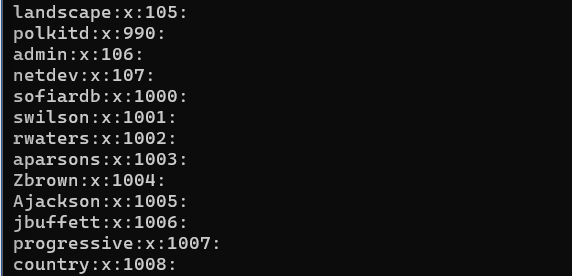 landscape:x:105:
polkitd:x:990:
admin:x:106:
netdev:x:107:
sofiardb:x:1000:
swilson:x:1001:
rwaters:x:1002:
aparsons:x:1003:
Zbrown:x:1004:
Ajackson:x:1005:
jbuffett:x:1006:
progressive:x:1007:
country:x:1008: